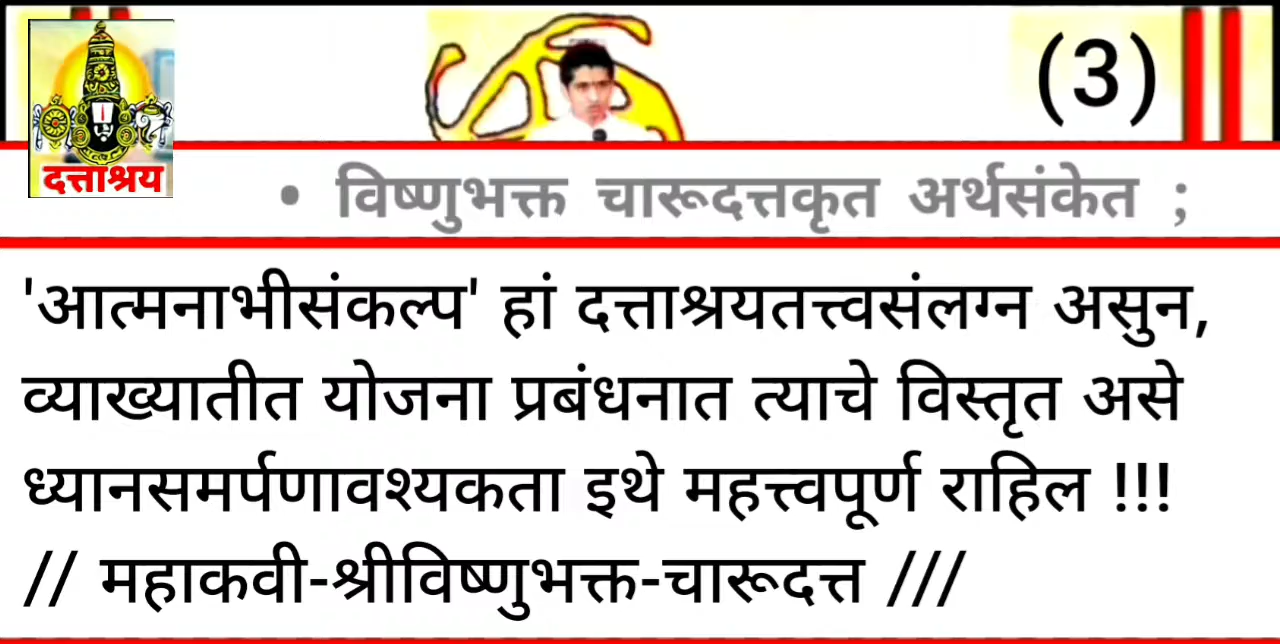 (3)
दत्ताश्रय
• विष्णुभक्त चारूदत्तकृत अर्थसंकेत ;
'आत्मनाभीसंकल्प' हां दत्ताश्रयतत्त्वसंलग्न असुन,
व्याख्यातीत योजना प्रबंधनात त्याचे विस्तृत असे
ध्यानसमर्पणावश्यकता इथे महत्त्वपूर्ण राहिल !!!
// महाकवी-श्रीविष्णुभक्त-चारूदत्त ///